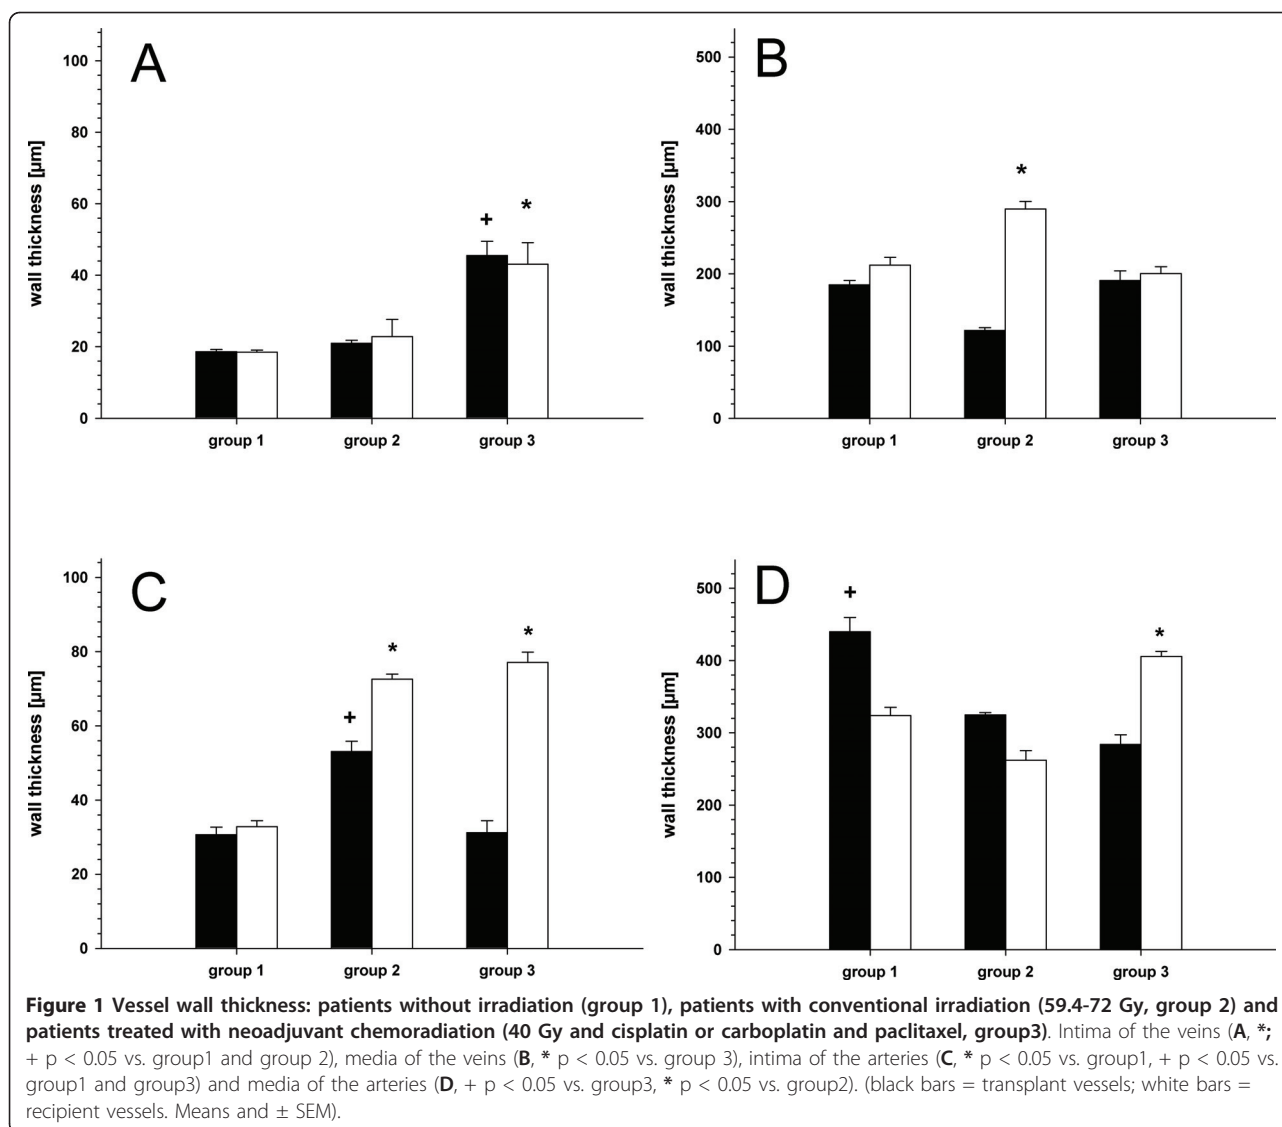 A
wall thickness [µm]
100
80
60
40
20
0
+
*
group 1
group 2
group 3
B
wall thickness [µm]
500
400
300
200
100
0
*
group 1
group 2
group 3
C
wall thickness [µm]
100
80
60
40
20
0
+
*
*
group 1
group 2
group 3
D
wall thickness [µm]
500
400
300
200
100
0
+
*
group 1
group 2
group 3
Figure 1 Vessel wall thickness: patients without irradiation (group 1), patients with conventional irradiation (59.4-72 Gy, group 2) and
patients treated with neoadjuvant chemoradiation (40 Gy and cisplatin or carboplatin and paclitaxel, group3). Intima of the veins (A, *;
+ p < 0.05 vs. group1 and group 2), media of the veins (B, * p < 0.05 vs. group 3), intima of the arteries (C, * p < 0.05 vs. group1, + p < 0.05 vs.
group1 and group3) and media of the arteries (D, + p < 0.05 vs. group3, * p < 0.05 vs. group2). (black bars = transplant vessels; white bars =
recipient vessels. Means and ± SEM).